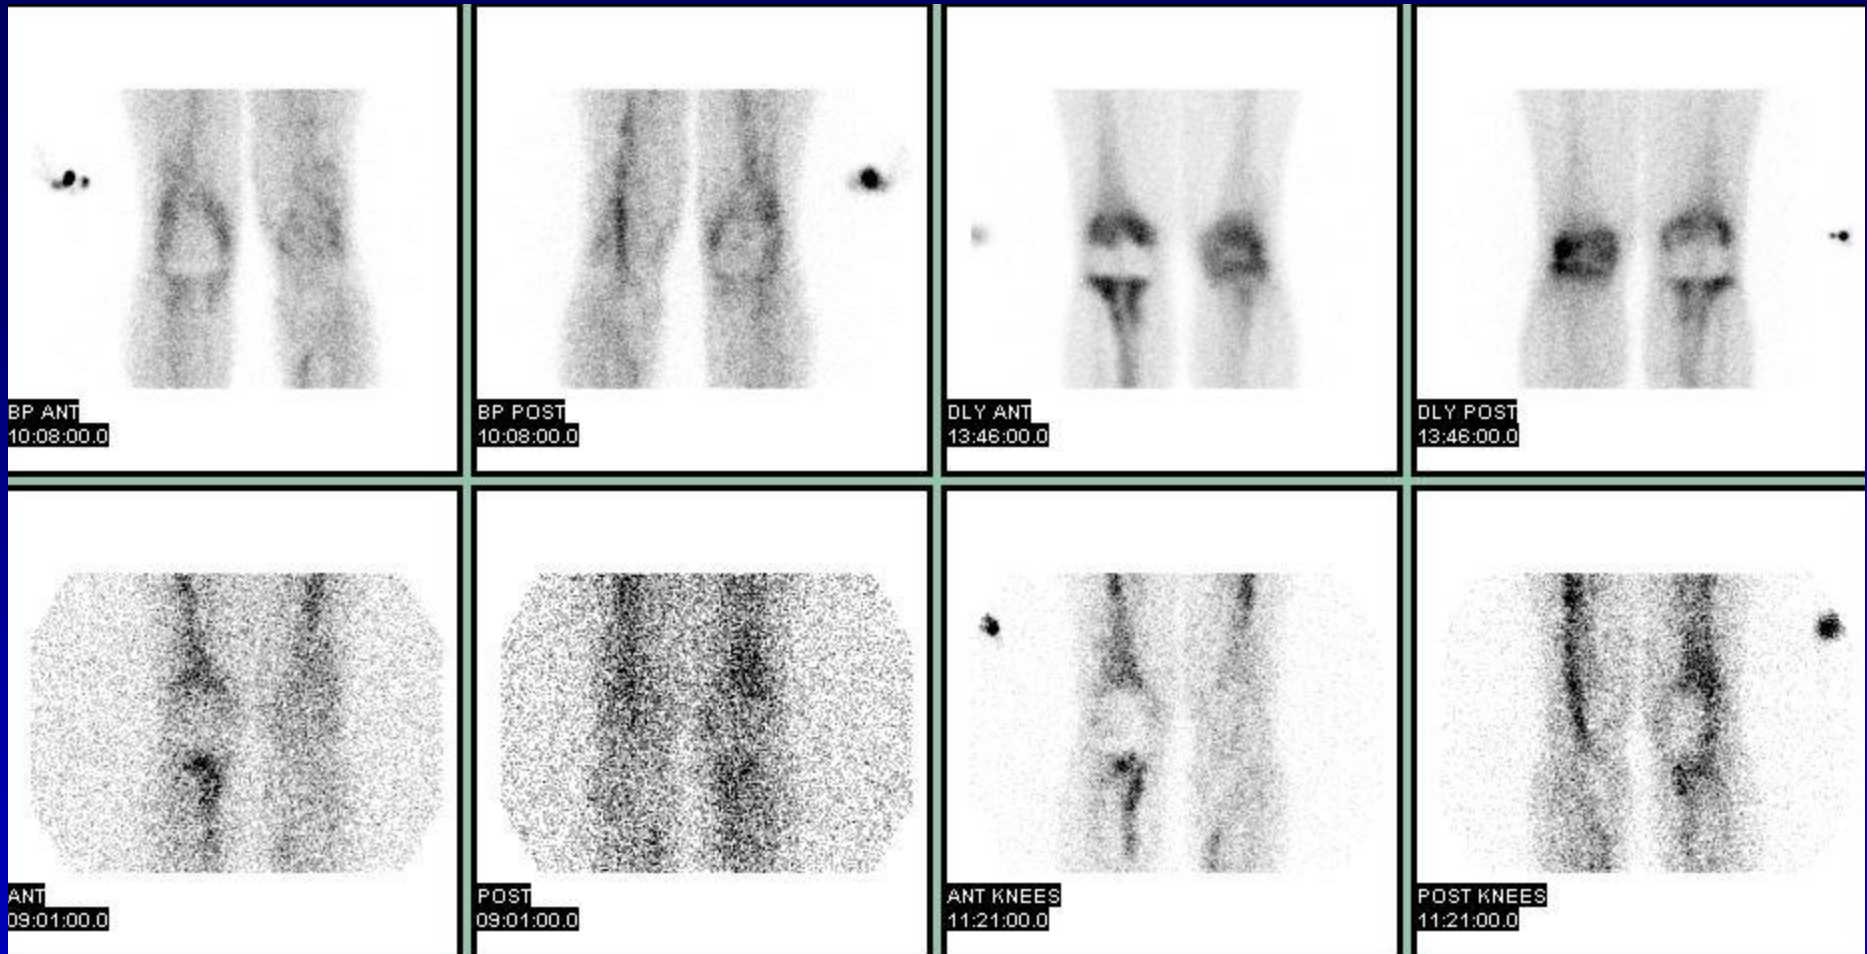 BP ANT
10:08:00.0
BP POST
10:08:00.0
DLY ANT
13:46:00.0
DLY POST
13:46:00.0
ANT
09:01:00.0
POST
09:01:00.0
ANT KNEES
11:21:00.0
POST KNEES
11:21:00.0